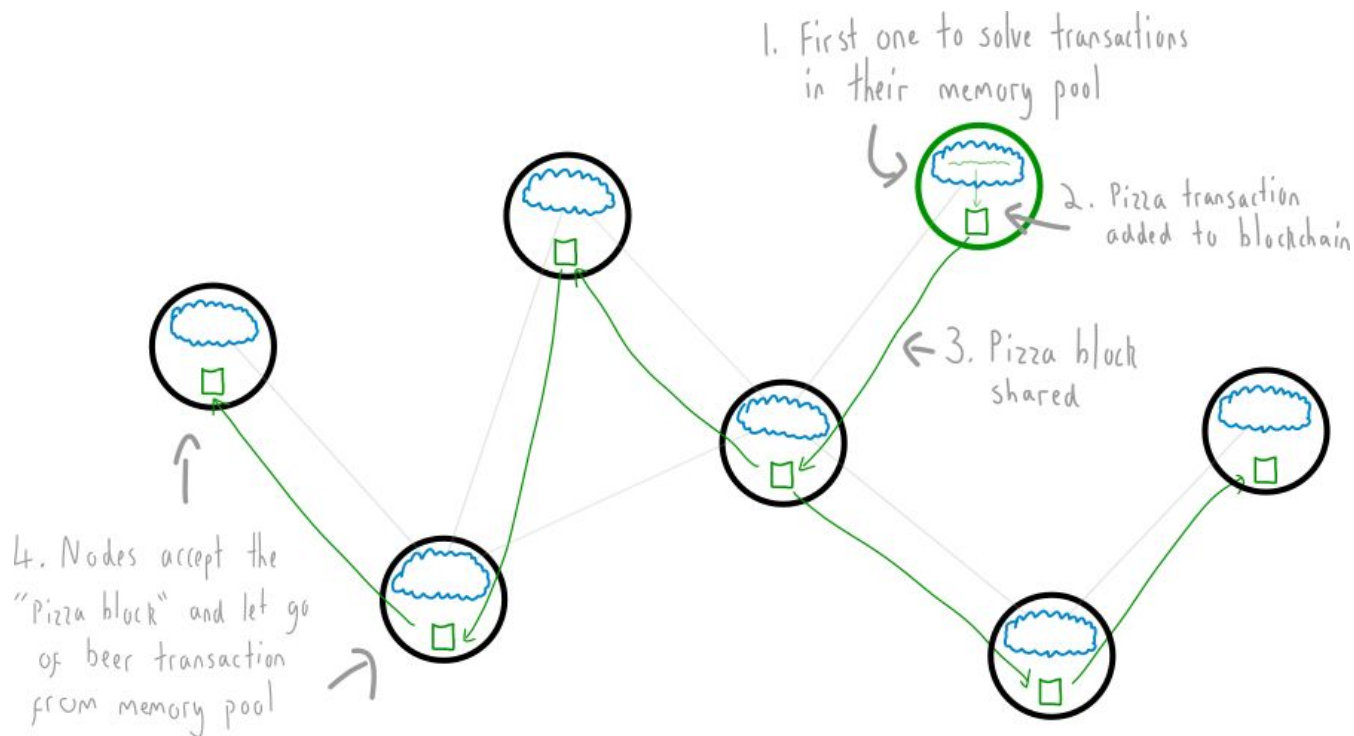 1. First one to solve transactions
in their memory pool
2. Pizza transaction
added to blockchain
3. Pizza block
shared
4. Nodes accept the
"Pizza block" and let go
of beer transaction
from memory pool